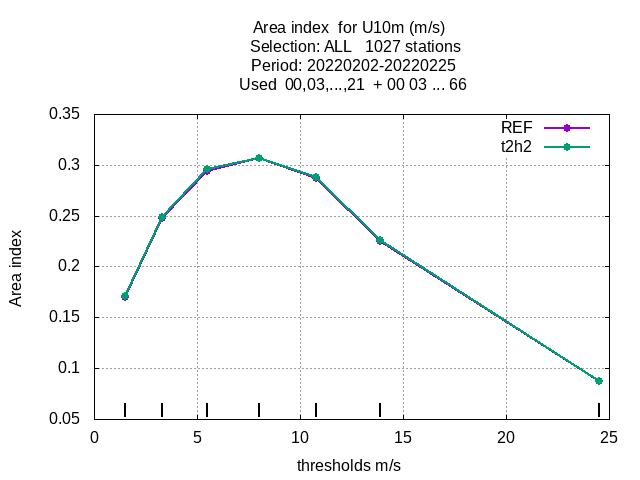 Area index  for U10m (m/s)
Selection: ALL   1027 stations
Period: 20220202-20220225
Used  00,03,...,21  + 00 03 ... 66
REF
t2h2
0.35
0.3
0.25
0.2
0.15
0.1
0.05
Area index
0 5 10 15 20 25
thresholds m/s